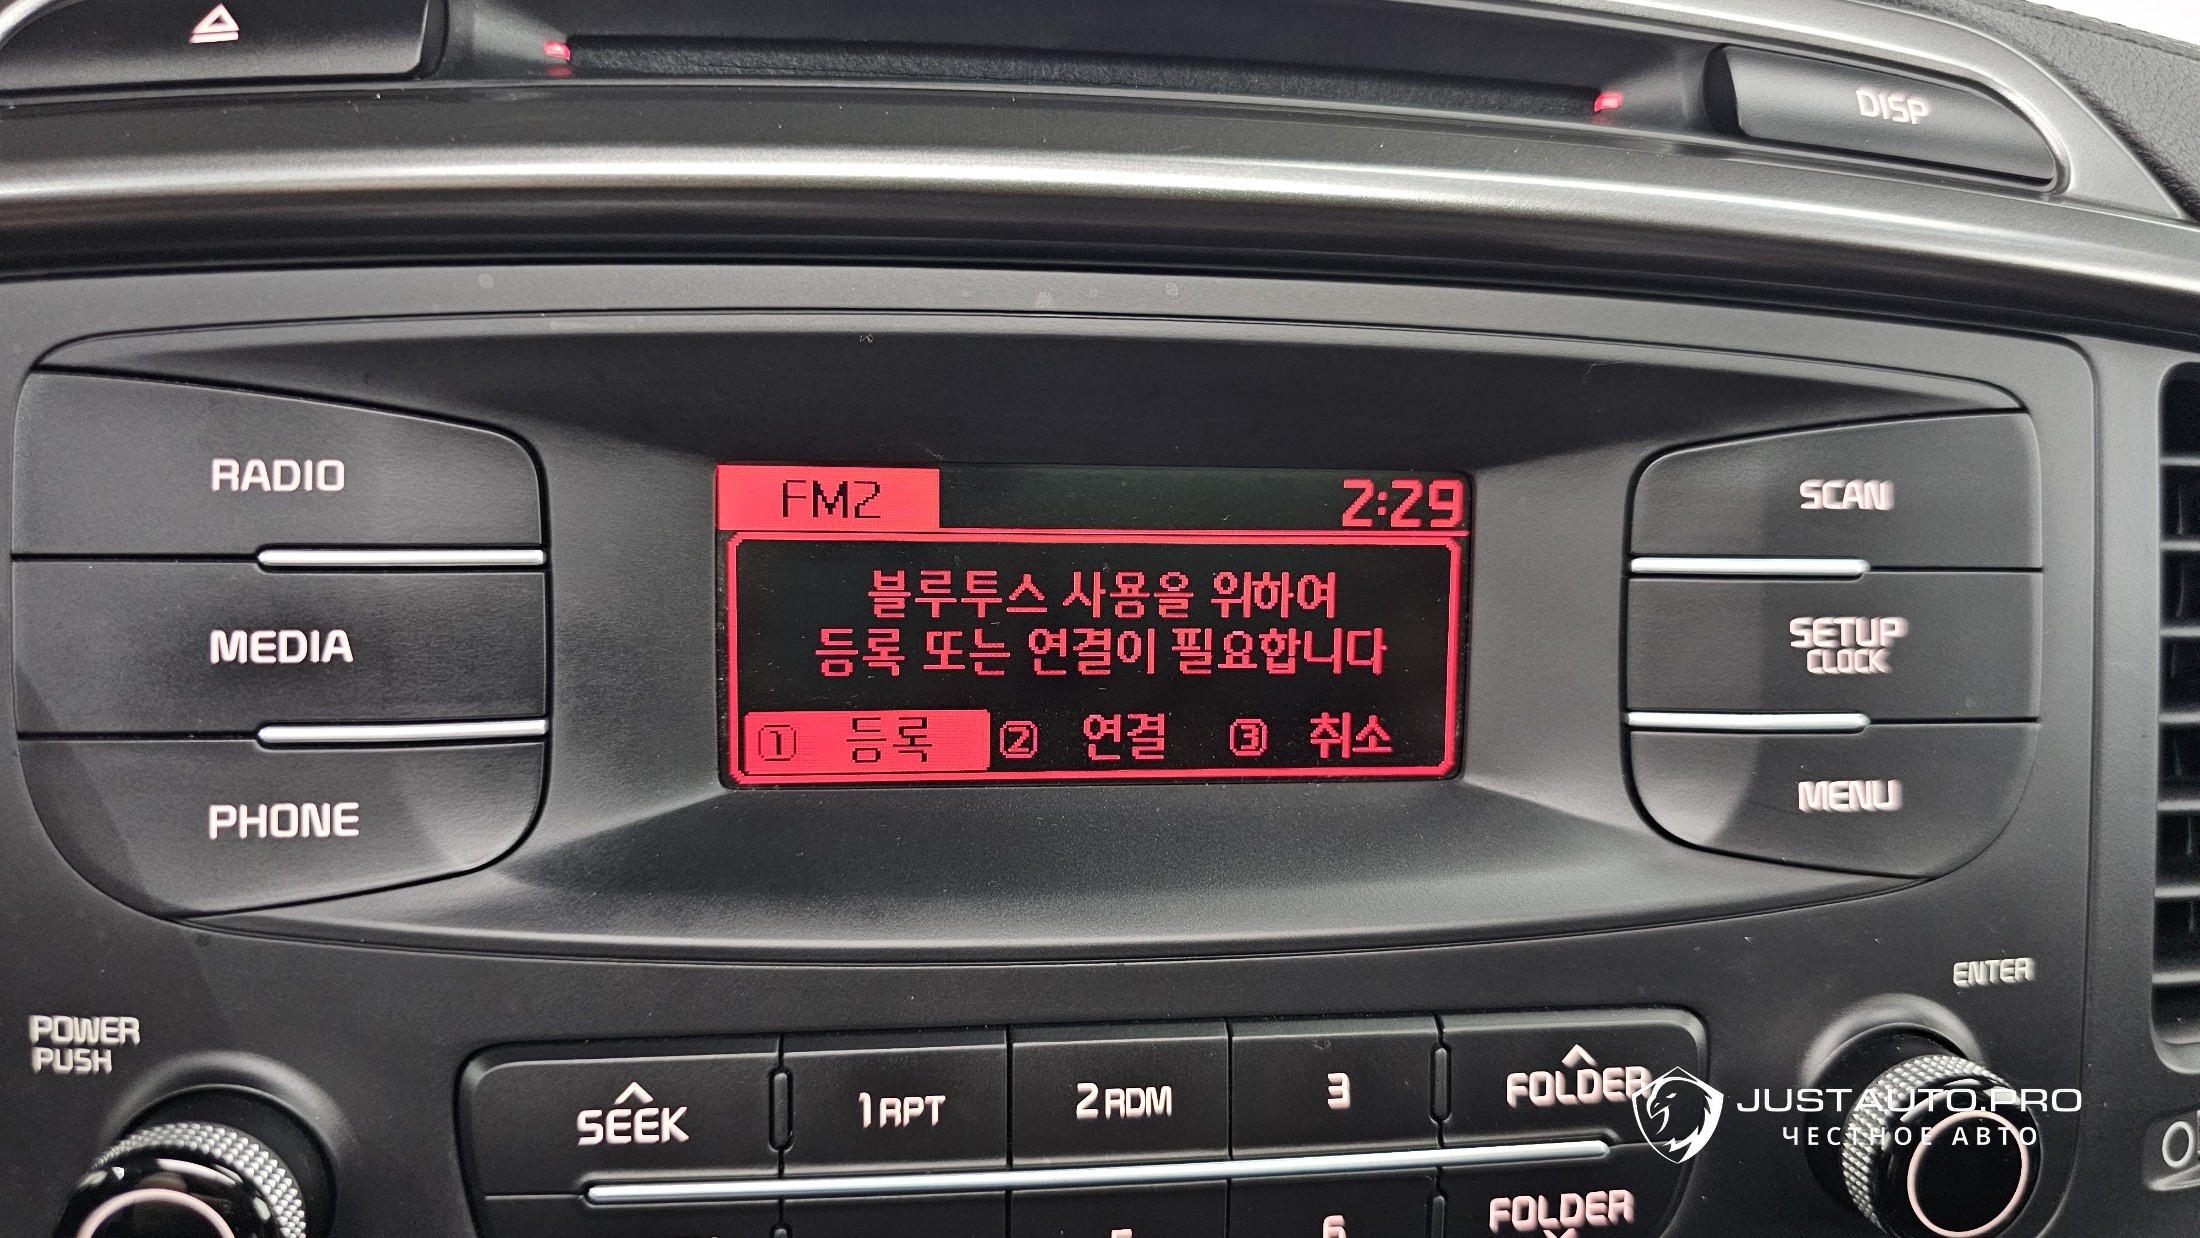 DISP
RADIO
MEDIA
PHONE
FM2 2:29
블루투스 사용을 위하여
등록 또는 연결이 필요합니다
① 등록 ② 연결 ③ 취소
SCAN
SETUP
CLOCK
MENU
POWER
PUSH
ENTER
SEEK
1 RPT
2 RDM
3
FOLDER
JUSTAUTO.PRO
ЧЕСТНОЕ АВТО
6
FOLDER